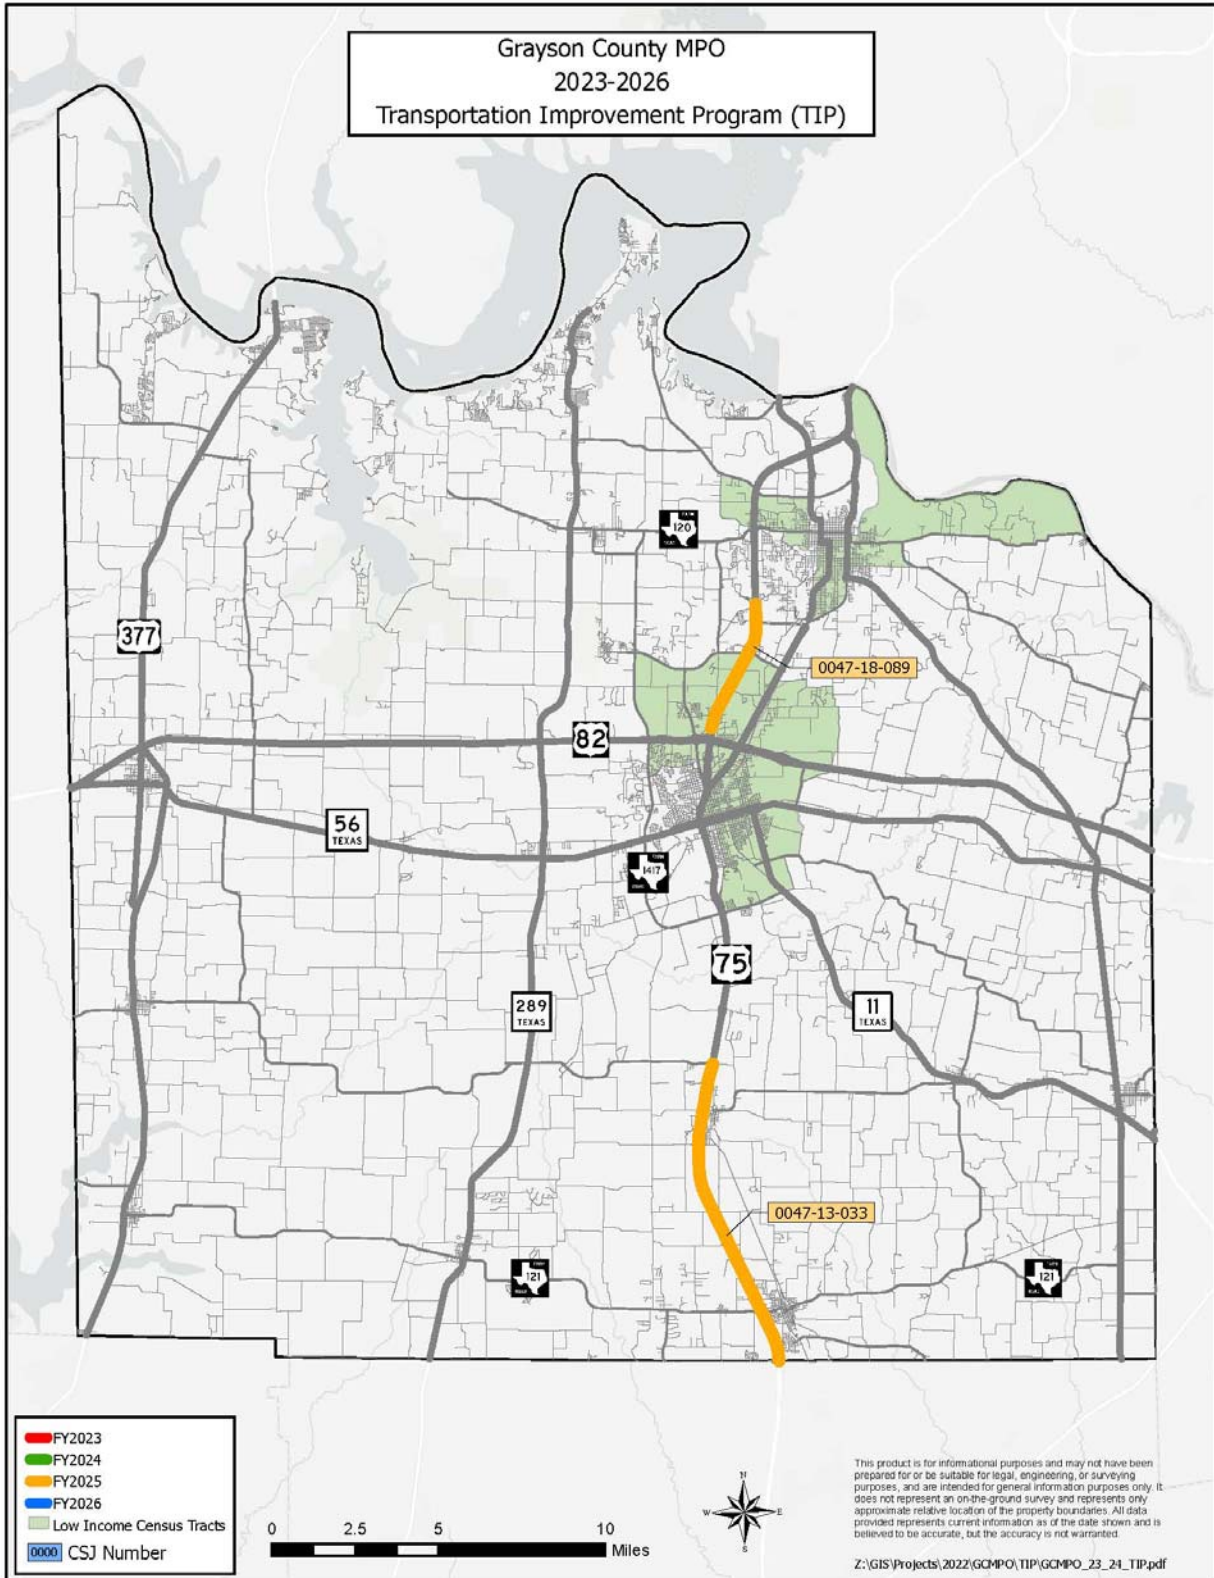 Grayson County MPO
2023-2026
Transportation Improvement Program (TIP)
120
377
0047-18-089
82
56
TEXAS
1417
75
289
TEXAS
11
TEXAS
0047-13-033
121
121
FY2023
FY2024
FY2025
FY2026
Low Income Census Tracts
0000 CSJ Number
0 2.5 5 10
Miles
N
W E
S
This product is for informational purposes and may not have been
prepared for or be suitable for legal, engineering, or surveying
purposes, and are intended for general information purposes only. It
does not represent an on-the-ground survey and represents only
approximate relative location of the property boundaries. All data
provided represents current information as of the date shown and is
believed to be accurate, but the accuracy is not warranted.
Z:\GIS\Projects\2022\GCMPO\TIP\GCMPO_23_24_TIP.pdf